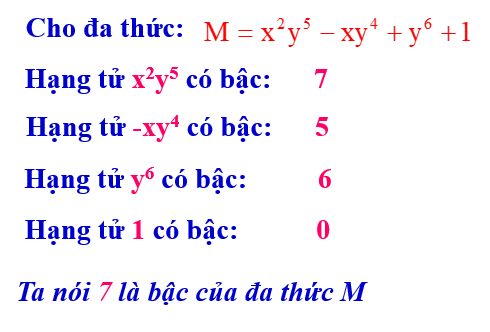 Cho đa thức: M = x²y⁵ − xy⁴ + y⁶ + 1
Hạng tử x²y⁵ có bậc: 7
Hạng tử -xy⁴ có bậc: 5
Hạng tử y⁶ có bậc: 6
Hạng tử 1 có bậc: 0
Ta nói 7 là bậc của đa thức M